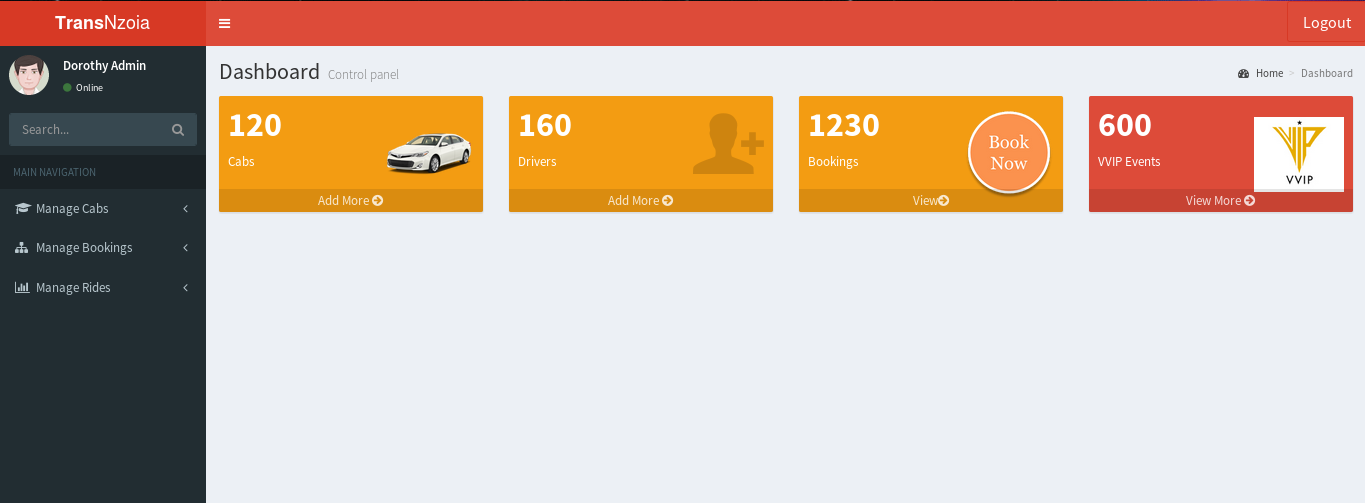 TransNzoia
Logout
Dorothy Admin
Online
Search...
MAIN NAVIGATION
Manage Cabs
Manage Bookings
Manage Rides
Dashboard Control panel
Home > Dashboard
120
Cabs
Add More
160
Drivers
Add More
1230
Bookings
Book
Now
View
600
VVIP Events
VIP
VVIP
View More